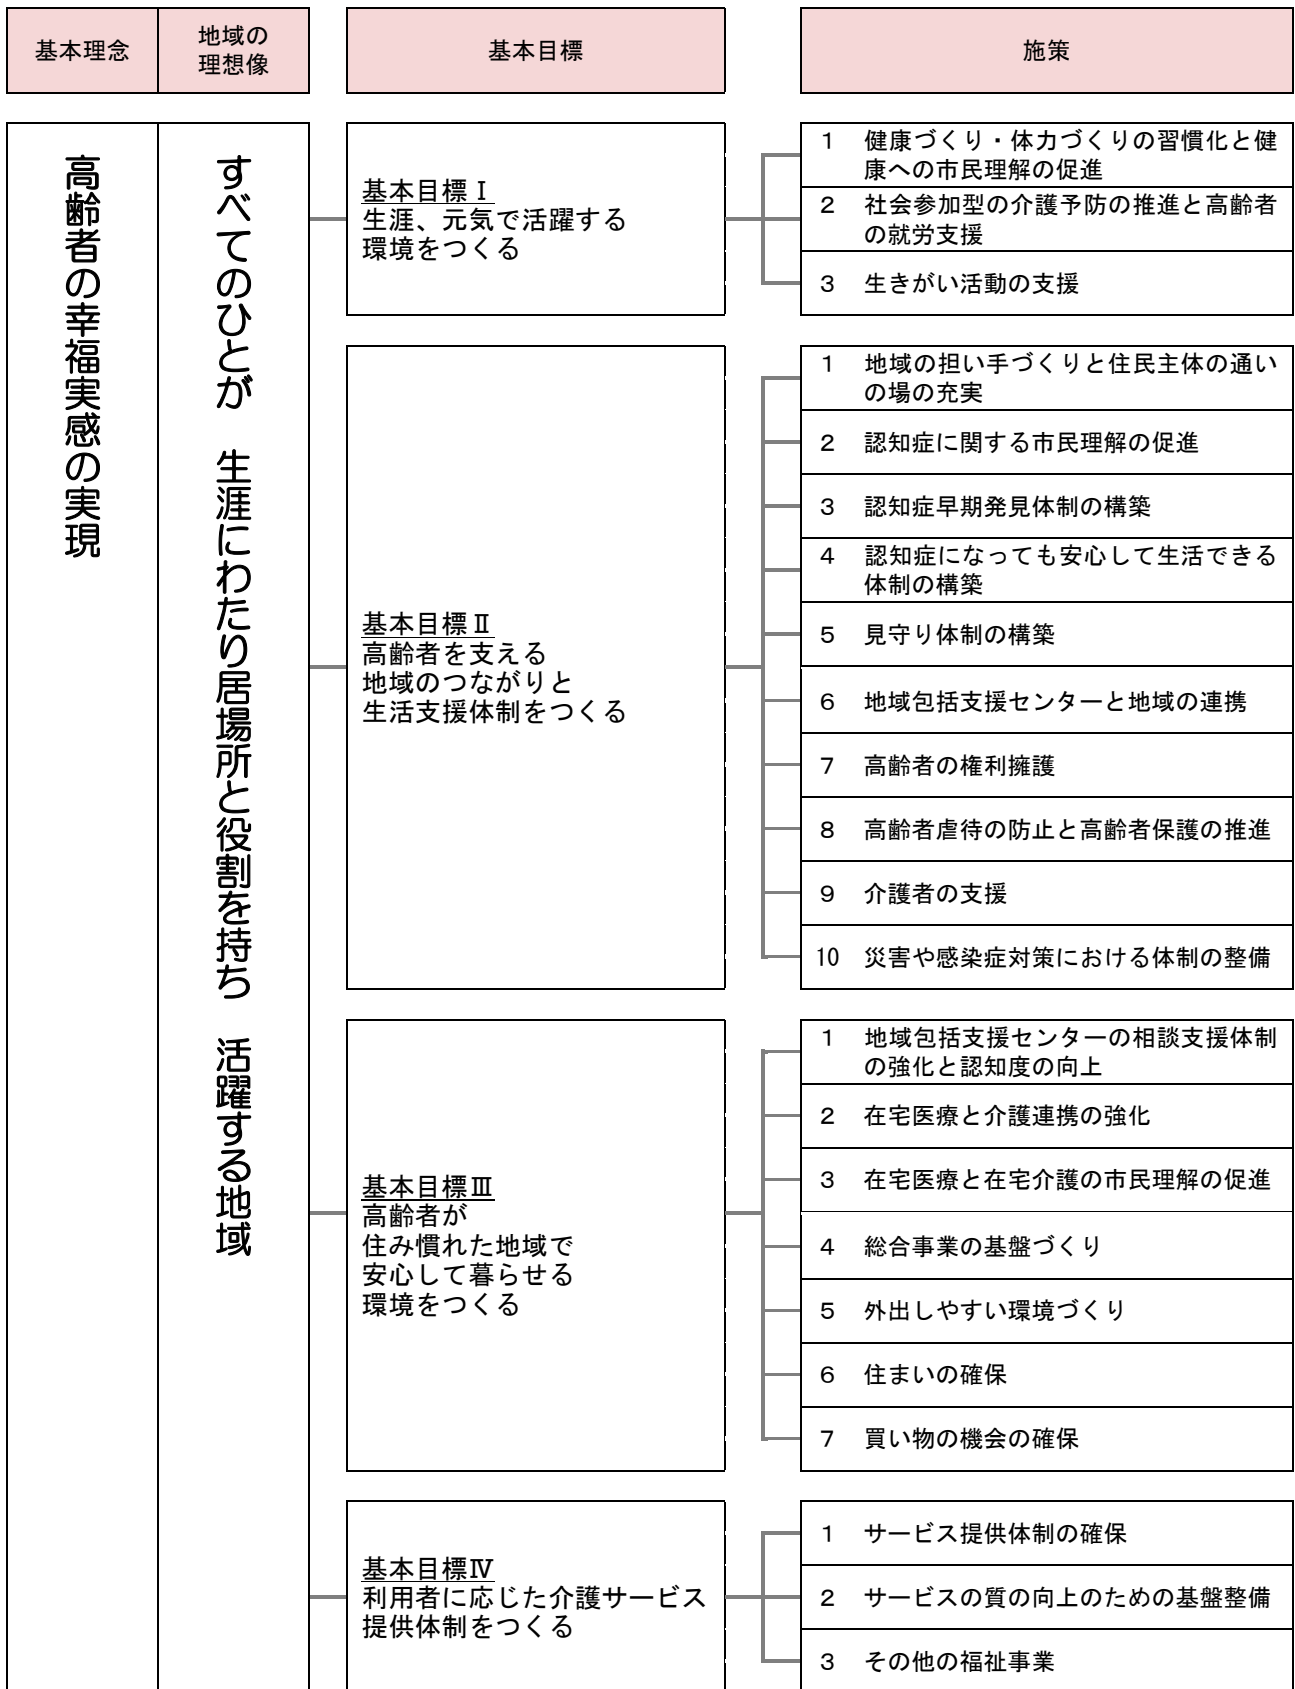 基本理念
地域の
理想像
基本目標
施策
高齢者の幸福実感の実現
すべてのひとが　生涯にわたり居場所と役割を持ち　活躍する地域
基本目標Ⅰ
生涯、元気で活躍する
環境をつくる
1　健康づくり・体力づくりの習慣化と健
康への市民理解の促進
2　社会参加型の介護予防の推進と高齢者
の就労支援
3　生きがい活動の支援
基本目標Ⅱ
高齢者を支える
地域のつながりと
生活支援体制をつくる
1　地域の担い手づくりと住民主体の通い
の場の充実
2　認知症に関する市民理解の促進
3　認知症早期発見体制の構築
4　認知症になっても安心して生活できる
体制の構築
5　見守り体制の構築
6　地域包括支援センターと地域の連携
7　高齢者の権利擁護
8　高齢者虐待の防止と高齢者保護の推進
9　介護者の支援
10　災害や感染症対策における体制の整備
基本目標Ⅲ
高齢者が
住み慣れた地域で
安心して暮らせる
環境をつくる
1　地域包括支援センターの相談支援体制
の強化と認知度の向上
2　在宅医療と介護連携の強化
3　在宅医療と在宅介護の市民理解の促進
4　総合事業の基盤づくり
5　外出しやすい環境づくり
6　住まいの確保
7　買い物の機会の確保
基本目標Ⅳ
利用者に応じた介護サービス
提供体制をつくる
1　サービス提供体制の確保
2　サービスの質の向上のための基盤整備
3　その他の福祉事業